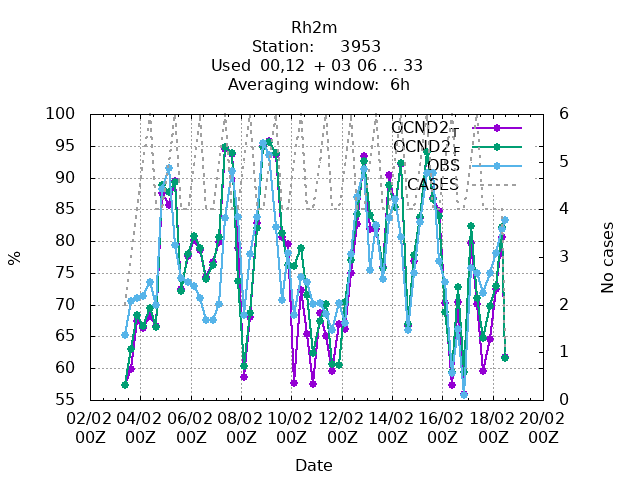 Rh2m
Station: 3953
Used 00,12 + 03 06 ... 33
Averaging window: 6h
100
95
90
85
80
75
70
65
60
55
%
6
5
4
3
2
1
0
No cases
OCND2_T
OCND2_F
OBS
CASES
02/02 04/02 06/02 08/02 10/02 12/02 14/02 16/02 18/02 20/02
00Z 00Z 00Z 00Z 00Z 00Z 00Z 00Z 00Z 00Z
Date